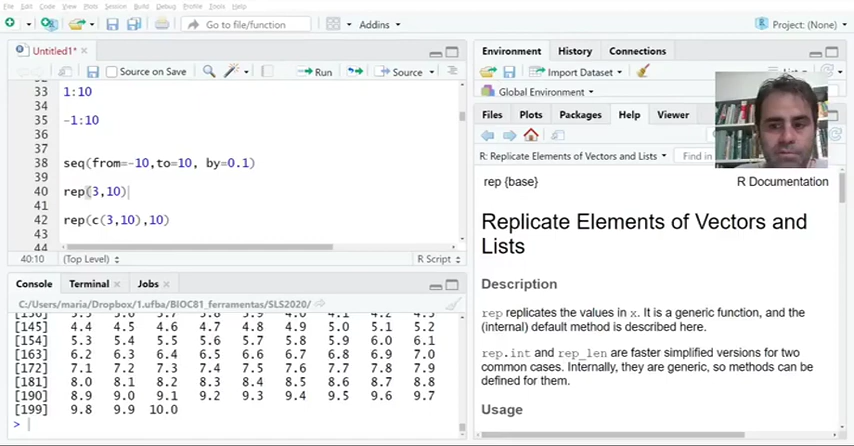 File Edit Code View Plots Session Build Debug Profile Tools Help
Go to file/function
Addins
Project: (None)
Untitled1*
Source on Save
Run
Source
33 1:10
34
35 -1:10
36
37
38 seq(from=-10,to=10, by=0.1)
39
40 rep(3,10)
41
42 rep(c(3,10),10)
43
44
40:10
(Top Level)
R Script
Console Terminal Jobs
C:/Users/maria/Dropbox/1.ufba/BIOC81_ferramentas/SLS2020/
[145] 4.4 4.5 4.6 4.7 4.8 4.9 5.0 5.1 5.2
[154] 5.3 5.4 5.5 5.6 5.7 5.8 5.9 6.0 6.1
[163] 6.2 6.3 6.4 6.5 6.6 6.7 6.8 6.9 7.0
[172] 7.1 7.2 7.3 7.4 7.5 7.6 7.7 7.8 7.9
[181] 8.0 8.1 8.2 8.3 8.4 8.5 8.6 8.7 8.8
[190] 8.9 9.0 9.1 9.2 9.3 9.4 9.5 9.6 9.7
[199] 9.8 9.9 10.0
>
Environment History Connections
Import Dataset
Global Environment
Files Plots Packages Help Viewer
R: Replicate Elements of Vectors and Lists
Find in
rep {base}
R Documentation
Replicate Elements of Vectors and
Lists
Description
rep replicates the values in x. It is a generic function, and the
(internal) default method is described here.
rep.int and rep_len are faster simplified versions for two
common cases. Internally, they are generic, so methods can be
defined for them.
Usage